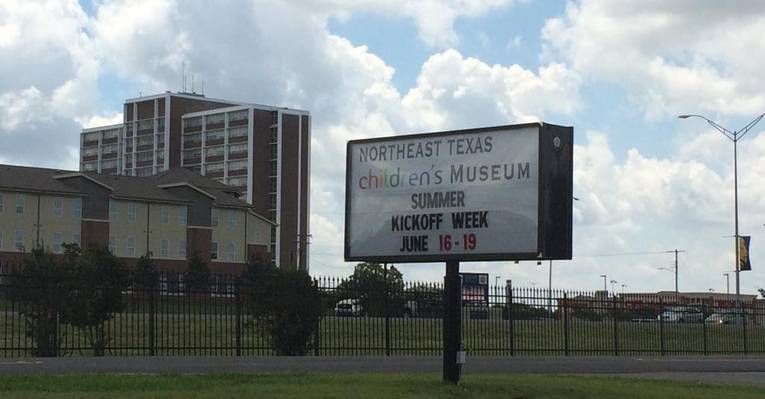 NORTHEAST TEXAS
children's MUSEUM
SUMMER
KICKOFF WEEK
JUNE 16-19